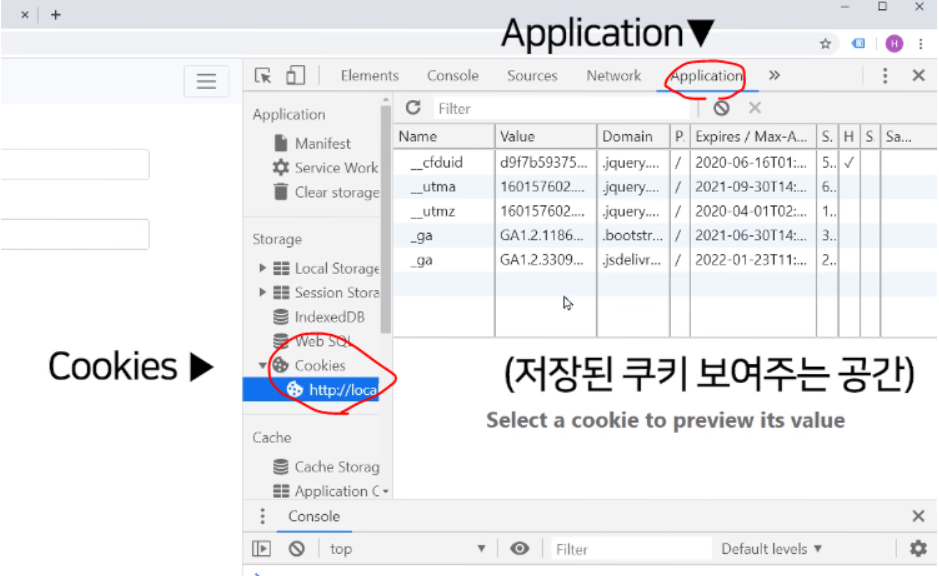 Application▼
H
Elements Console Sources Network Application »
Application
Manifest
Service Work
Clear storage
Storage
Local Storage
Session Stora
IndexedDB
Web SQL
Cookies
http://loca
Cache
Cache Storag
Application C
Filter
Name Value Domain P. Expires / Max-A... S. H S Sa...
__cfduid d9f7b59375... .jquery.... / 2020-06-16T01:... 5.. ✓
__utma 160157602.... .jquery.... / 2021-09-30T14:... 6..
__utmz 160157602.... .jquery.... / 2020-04-01T02:... 1..
_ga GA1.2.1186... .bootstr... / 2021-06-30T14:... 3..
_ga GA1.2.3309... .jsdelivr... / 2022-01-23T11:... 2..
Cookies ▶
(저장된 쿠키 보여주는 공간)
Select a cookie to preview its value
Console
top Filter Default levels ▼